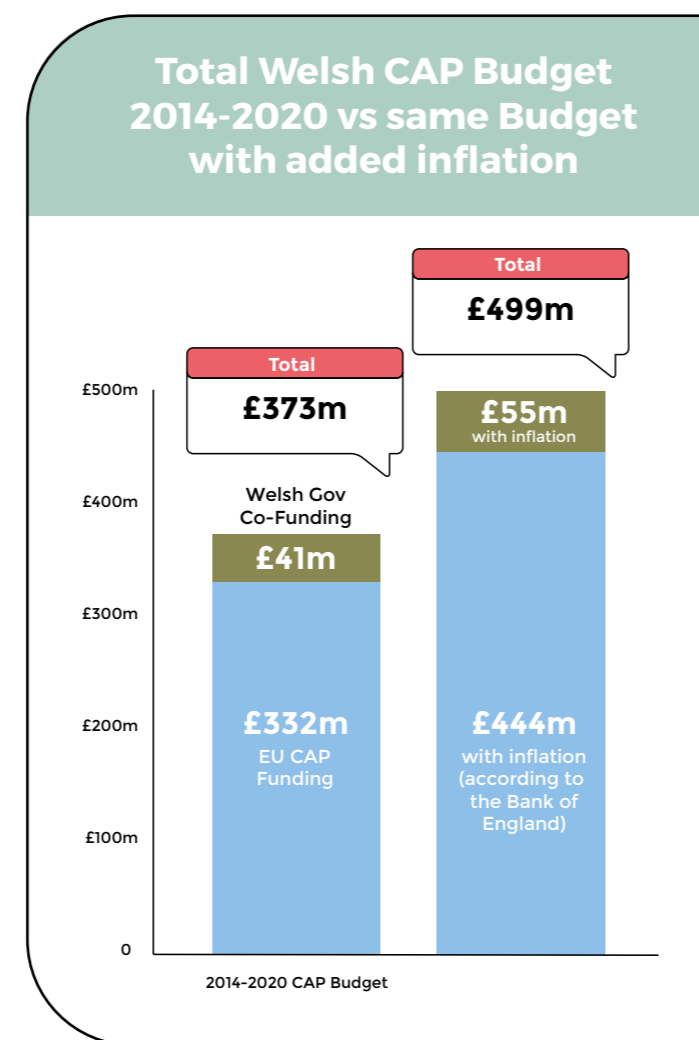 Total Welsh CAP Budget
2014-2020 vs same Budget
with added inflation
Total
£499m
Total
£373m
£500m
£400m
£300m
£200m
£100m
0
Welsh Gov
Co-Funding
£41m
£332m
EU CAP
Funding
£55m
with inflation
£444m
with inflation
(according to
the Bank of
England)
2014-2020 CAP Budget